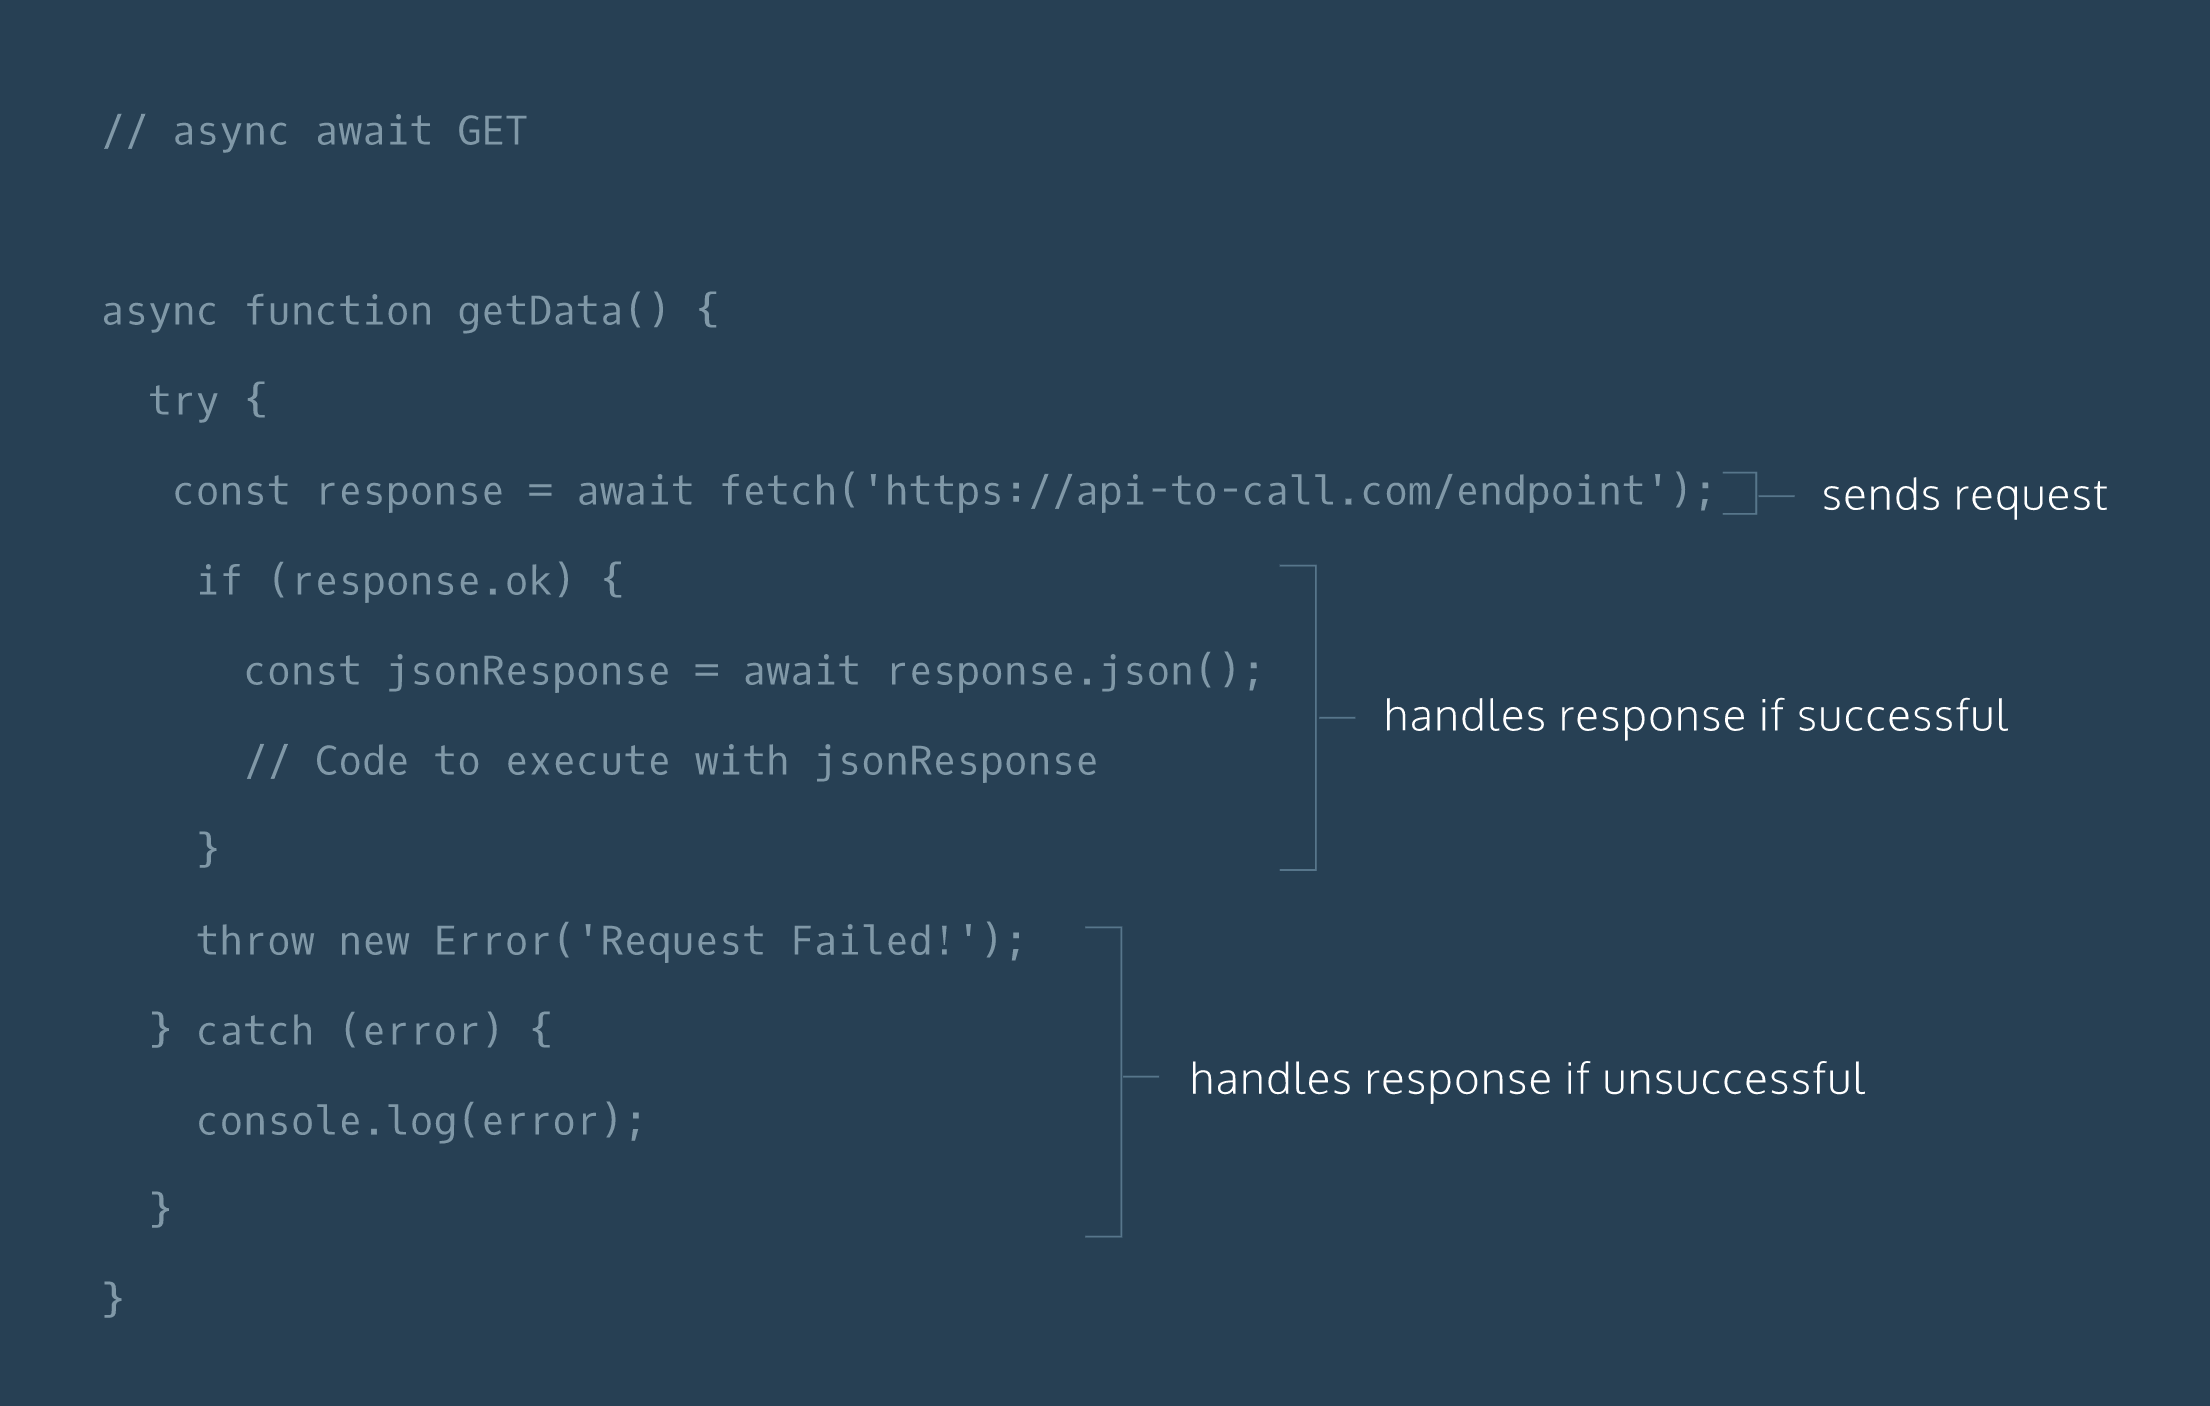 // async await GET
async function getData() {
try {
const response = await fetch('https://api-to-call.com/endpoint'); sends request
if (response.ok) {
const jsonResponse = await response.json();
handles response if successful
// Code to execute with jsonResponse
}
throw new Error('Request Failed!');
} catch (error) {
handles response if unsuccessful
console.log(error);
}
}